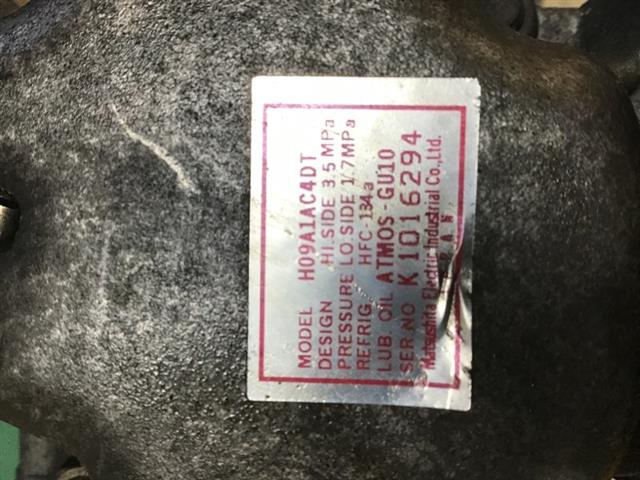 MODEL H09A1AC4DT
DESIGN HI.SIDE 3.5MPa
PRESSURE LO.SIDE 1.7MPa
REFRIG HFC-134a
LUB. OIL ATMOS-GU10
SER.NO K1016294
Matsushita Electric Industrial Co.,Ltd.
JAPAN